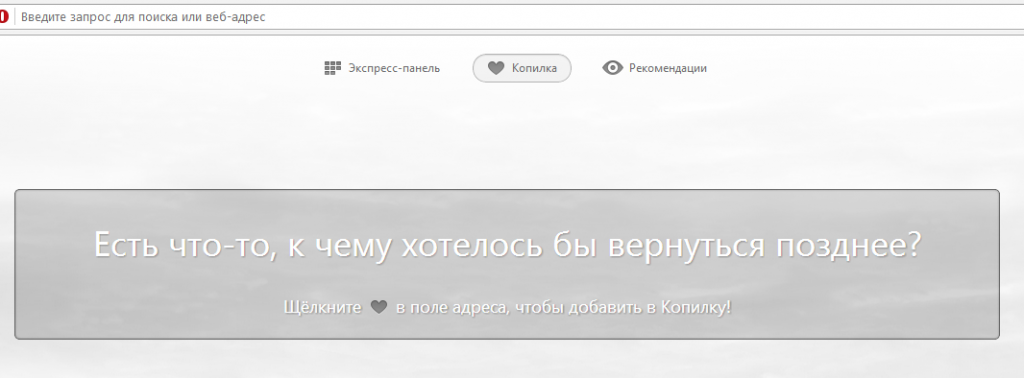 Введите запрос для поиска или веб-адрес
Экспресс-панель Копилка Рекомендации
Есть что-то, к чему хотелось бы вернуться позднее?
Щёлкните в поле адреса, чтобы добавить в Копилку!